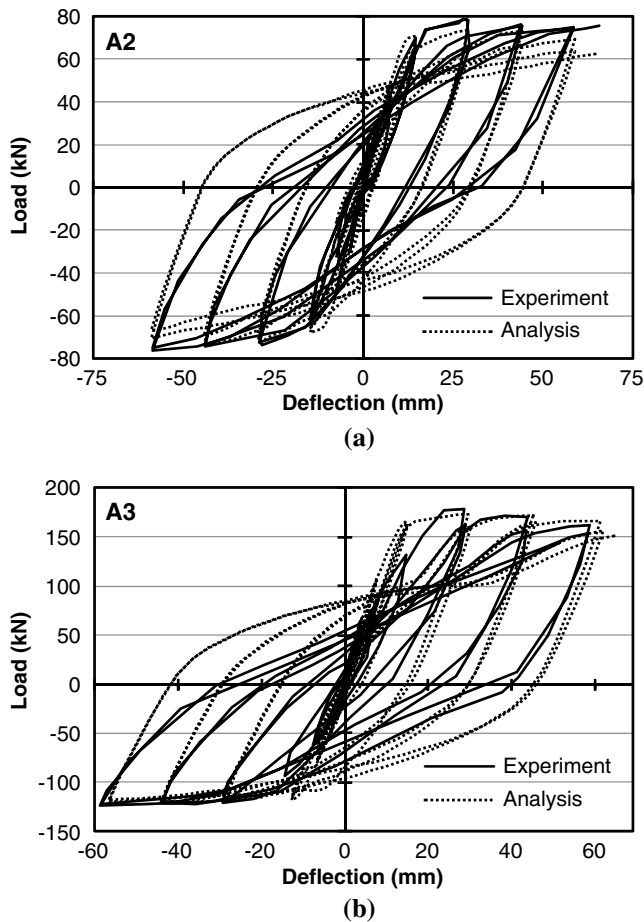 A2
80
60
40
20
0
-20
-40
-60
-80
Load (kN)
Experiment
Analysis
-75 -50 -25 0 25 50 75
Deflection (mm)
(a)
A3
200
150
100
50
0
-50
-100
-150
Load (kN)
Experiment
Analysis
-60 -40 -20 0 20 40 60
Deflection (mm)
(b)